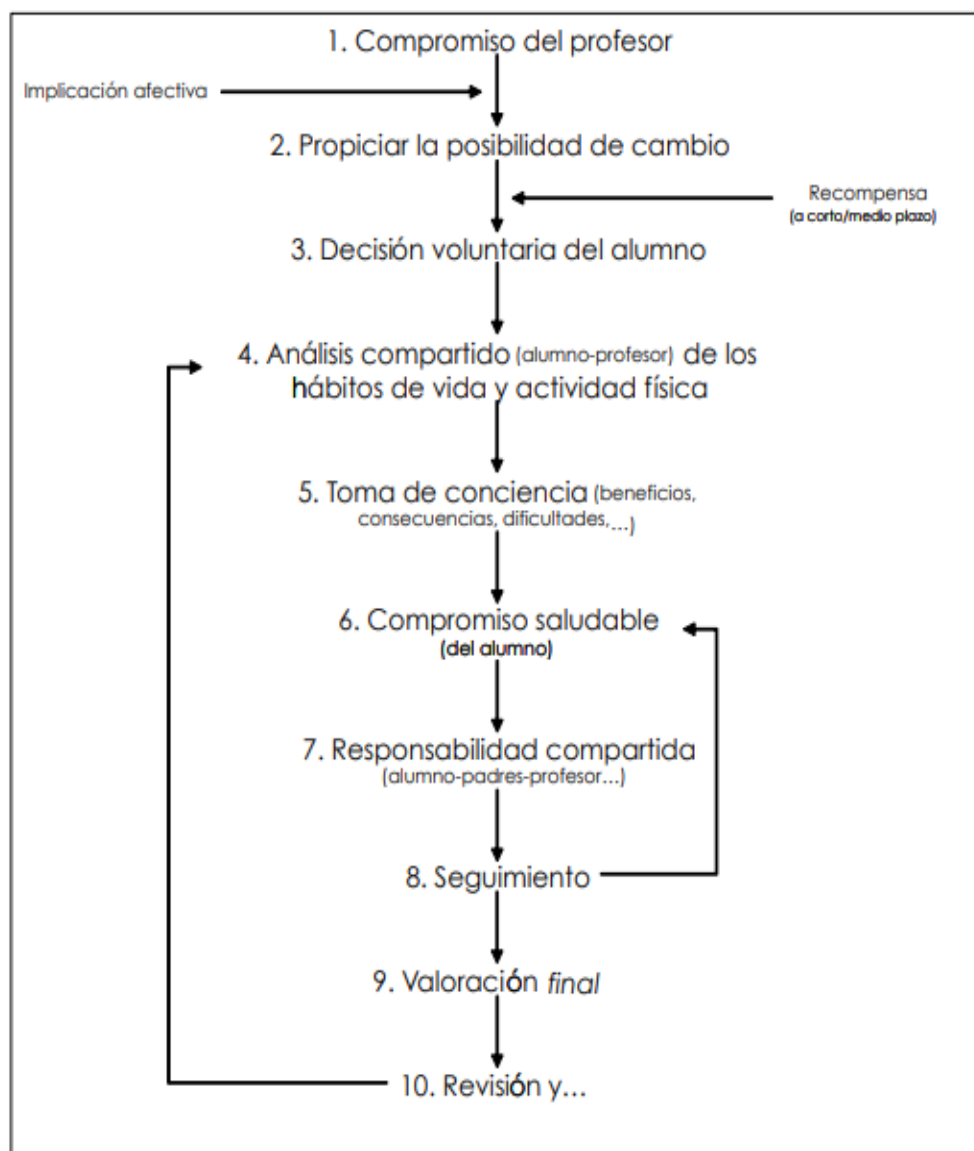 1. Compromiso del profesor
Implicación afectiva
2. Propiciar la posibilidad de cambio
Recompensa
(a corto/medio plazo)
3. Decisión voluntaria del alumno
4. Análisis compartido (alumno-profesor) de los
hábitos de vida y actividad física
5. Toma de conciencia (beneficios,
consecuencias, dificultades,...)
6. Compromiso saludable
(del alumno)
7. Responsabilidad compartida
(alumno-padres-profesor...)
8. Seguimiento
9. Valoración final
10. Revisión y...